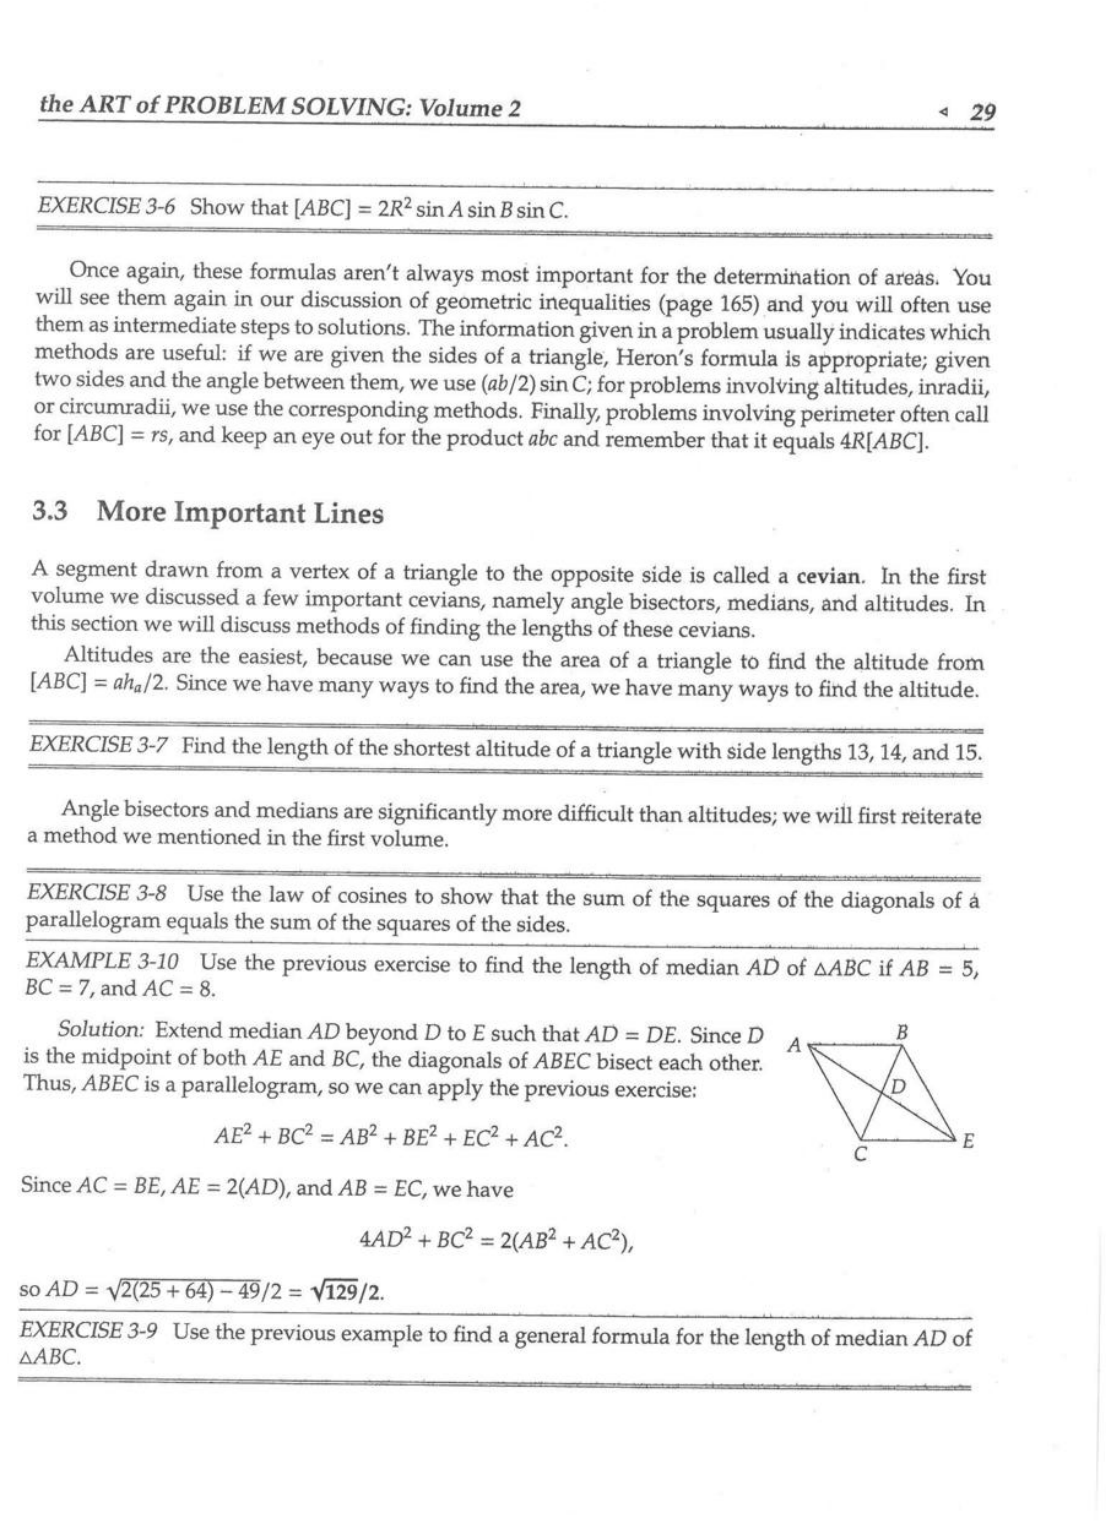 the ART of PROBLEM SOLVING: Volume 2 ◁ 29
EXERCISE 3-6 Show that [ABC] = 2R² sin A sin B sin C.
Once again, these formulas aren't always most important for the determination of areas. You
will see them again in our discussion of geometric inequalities (page 165) and you will often use
them as intermediate steps to solutions. The information given in a problem usually indicates which
methods are useful: if we are given the sides of a triangle, Heron's formula is appropriate; given
two sides and the angle between them, we use (ab/2) sin C; for problems involving altitudes, inradii,
or circumradii, we use the corresponding methods. Finally, problems involving perimeter often call
for [ABC] = rs, and keep an eye out for the product abc and remember that it equals 4R[ABC].
3.3 More Important Lines
A segment drawn from a vertex of a triangle to the opposite side is called a cevian. In the first
volume we discussed a few important cevians, namely angle bisectors, medians, and altitudes. In
this section we will discuss methods of finding the lengths of these cevians.
Altitudes are the easiest, because we can use the area of a triangle to find the altitude from
[ABC] = ahₐ/2. Since we have many ways to find the area, we have many ways to find the altitude.
EXERCISE 3-7 Find the length of the shortest altitude of a triangle with side lengths 13, 14, and 15.
Angle bisectors and medians are significantly more difficult than altitudes; we will first reiterate
a method we mentioned in the first volume.
EXERCISE 3-8 Use the law of cosines to show that the sum of the squares of the diagonals of a
parallelogram equals the sum of the squares of the sides.
EXAMPLE 3-10 Use the previous exercise to find the length of median AD of △ABC if AB = 5,
BC = 7, and AC = 8.
Solution: Extend median AD beyond D to E such that AD = DE. Since D
is the midpoint of both AE and BC, the diagonals of ABEC bisect each other.
Thus, ABEC is a parallelogram, so we can apply the previous exercise:
AE² + BC² = AB² + BE² + EC² + AC².
A
B
D
C
E
Since AC = BE, AE = 2(AD), and AB = EC, we have
4AD² + BC² = 2(AB² + AC²),
so AD = √2(25 + 64) − 49/2 = √129/2.
EXERCISE 3-9 Use the previous example to find a general formula for the length of median AD of
△ABC.